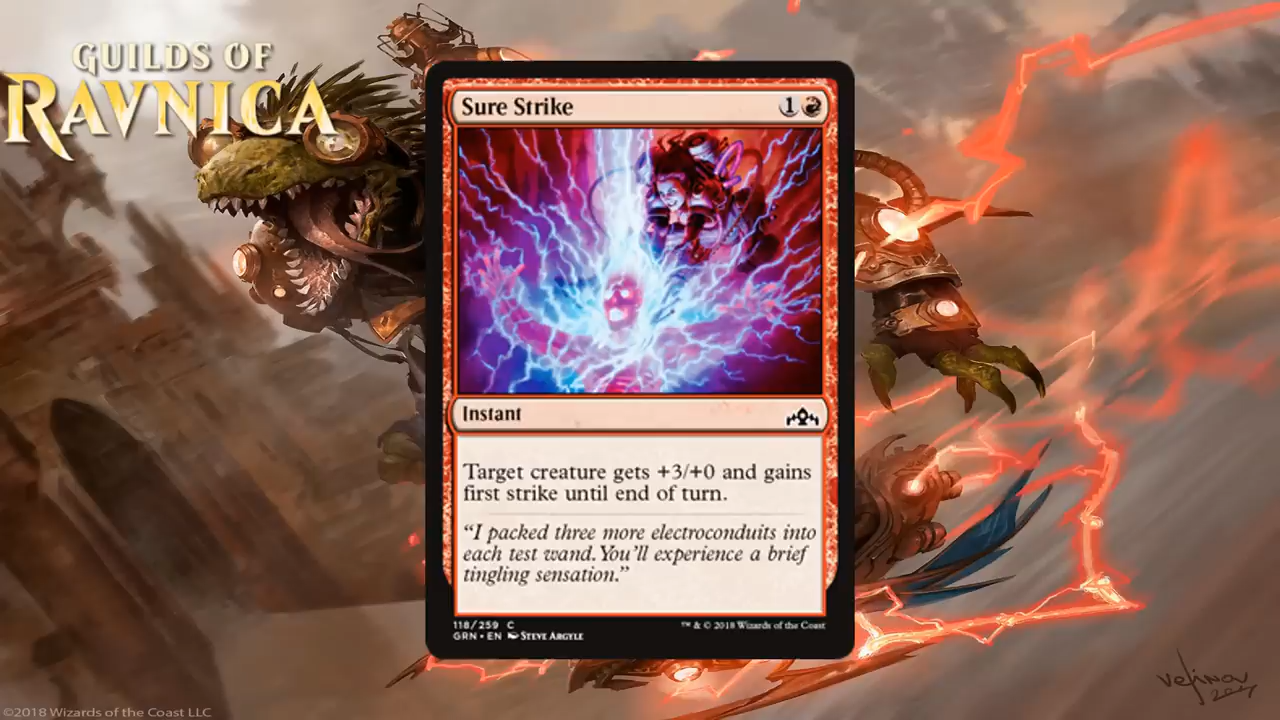 GUILDS OF
RAVNICA
Sure Strike 1
Instant
Target creature gets +3/+0 and gains
first strike until end of turn.
“I packed three more electroconduits into
each test wand. You’ll experience a brief
tingling sensation.”
118/259 C
GRN • EN Steve Argyle
™ & © 2018 Wizards of the Coast
Velinov
2017
©2018 Wizards of the Coast LLC